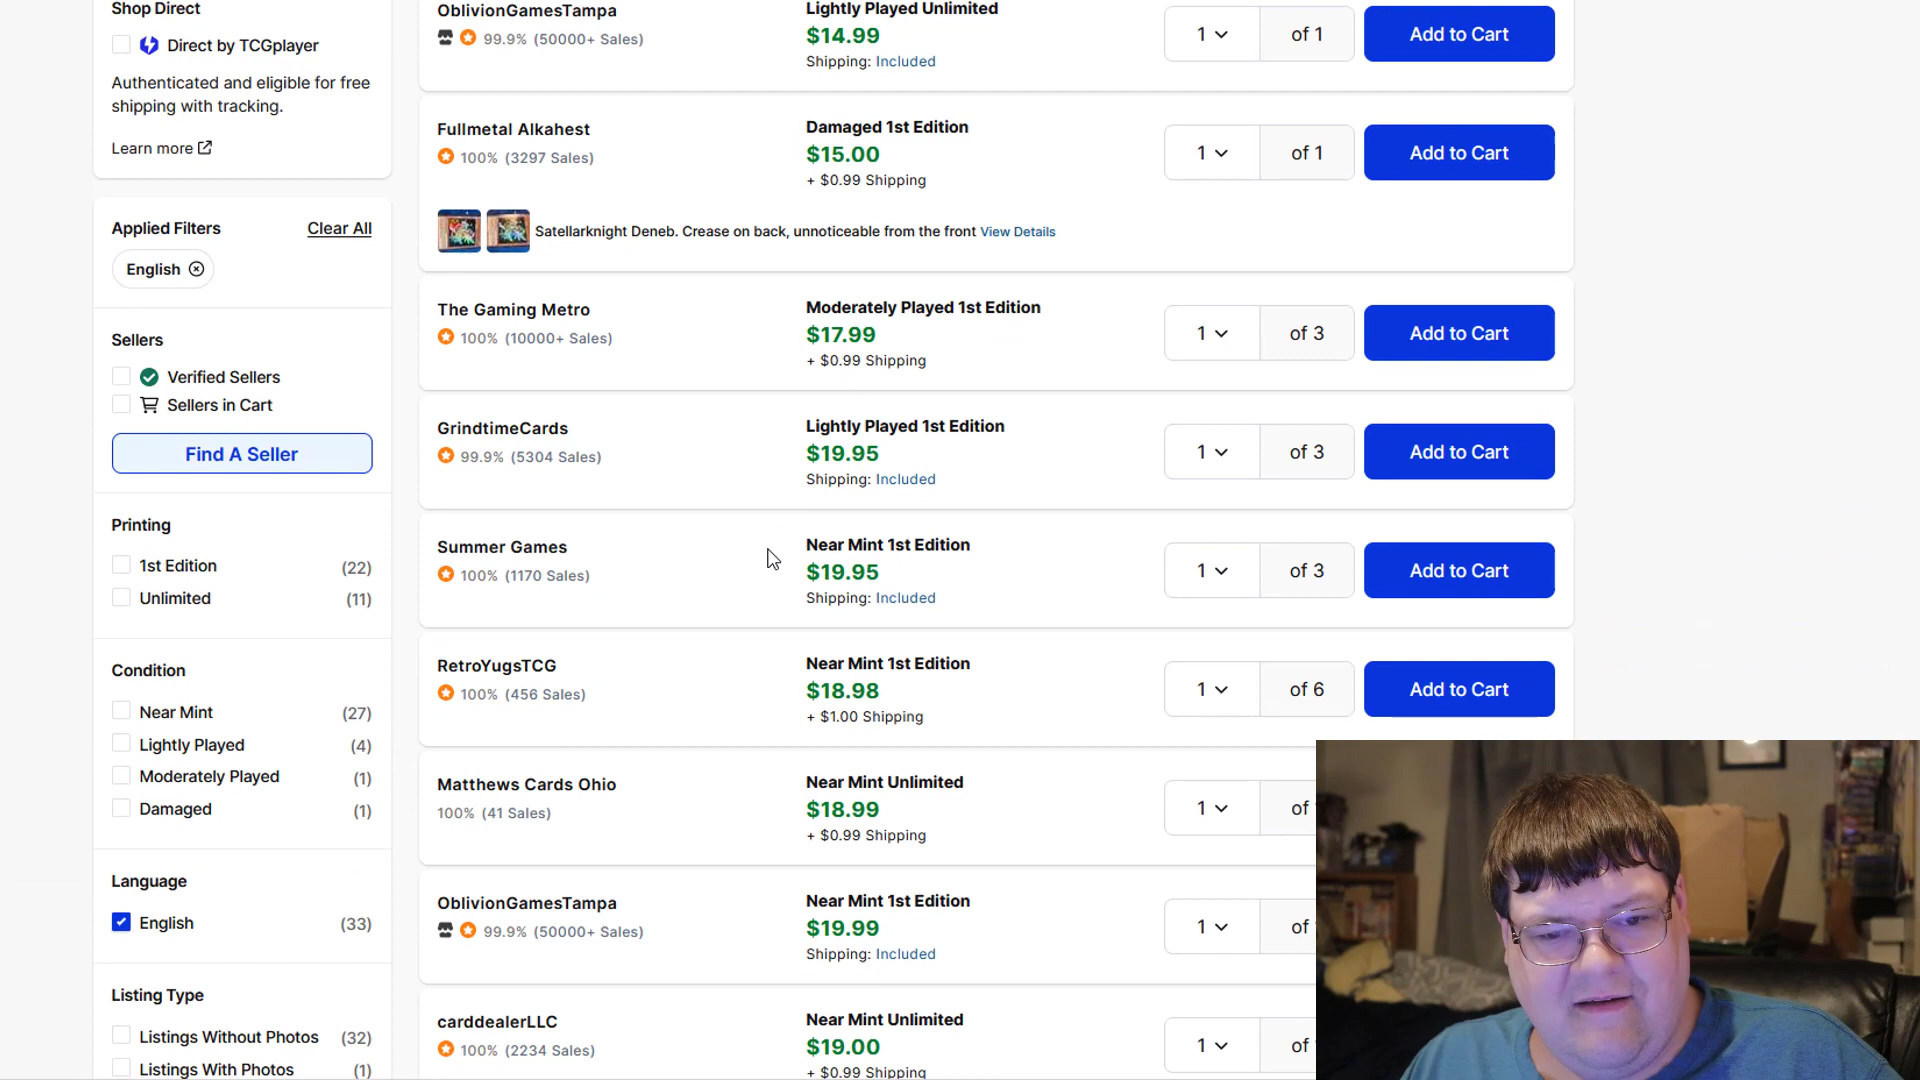 Shop Direct
Direct by TCGplayer
Authenticated and eligible for free
shipping with tracking.
Learn more
Applied Filters
Clear All
English
Sellers
Verified Sellers
Sellers in Cart
Find A Seller
Printing
1st Edition (22)
Unlimited (11)
Condition
Near Mint (27)
Lightly Played (4)
Moderately Played (1)
Damaged (1)
Language
English (33)
Listing Type
Listings Without Photos (32)
Listings With Photos (1)
OblivionGamesTampa
99.9% (50000+ Sales)
Lightly Played Unlimited
$14.99
Shipping: Included
1 of 1
Add to Cart
Fullmetal Alkahest
100% (3297 Sales)
Damaged 1st Edition
$15.00
+ $0.99 Shipping
1 of 1
Add to Cart
Satellarknight Deneb. Crease on back, unnoticeable from the front View Details
The Gaming Metro
100% (10000+ Sales)
Moderately Played 1st Edition
$17.99
+ $0.99 Shipping
1 of 3
Add to Cart
GrindtimeCards
99.9% (5304 Sales)
Lightly Played 1st Edition
$19.95
Shipping: Included
1 of 3
Add to Cart
Summer Games
100% (1170 Sales)
Near Mint 1st Edition
$19.95
Shipping: Included
1 of 3
Add to Cart
RetroYugsTCG
100% (456 Sales)
Near Mint 1st Edition
$18.98
+ $1.00 Shipping
1 of 6
Add to Cart
Matthews Cards Ohio
100% (41 Sales)
Near Mint Unlimited
$18.99
+ $0.99 Shipping
1 of
OblivionGamesTampa
99.9% (50000+ Sales)
Near Mint 1st Edition
$19.99
Shipping: Included
1 of
carddealerLLC
100% (2234 Sales)
Near Mint Unlimited
$19.00
+ $0.99 Shipping
1 of